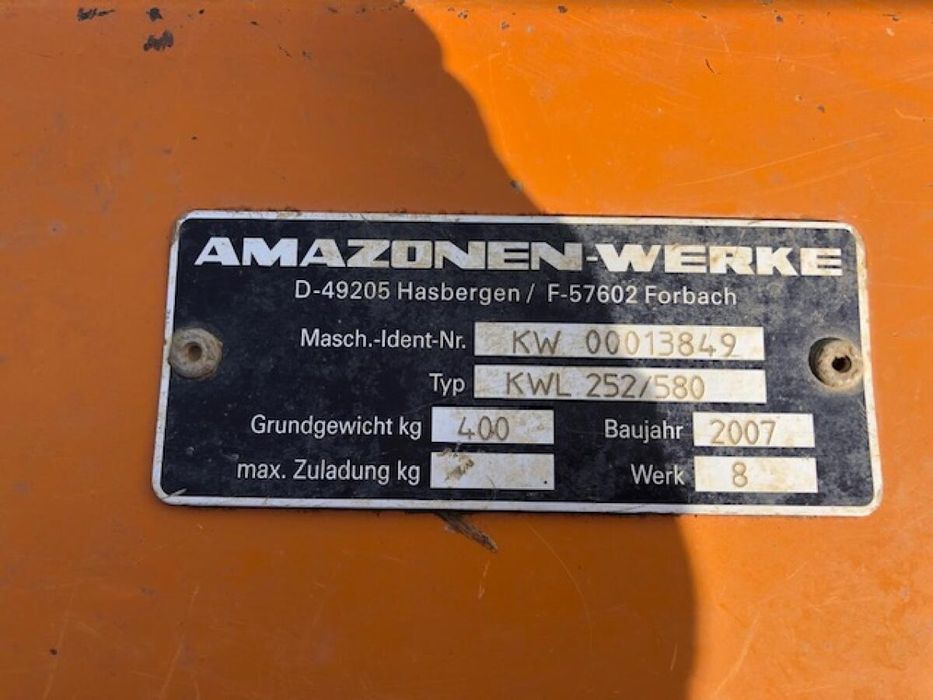 AMAZONEN-WERKE
D-49205 Hasbergen / F-57602 Forbach
Masch.-Ident-Nr. KW 00013849
Typ KWL 252/580
Grundgewicht kg 400 Baujahr 2007
max. Zuladung kg Werk 8